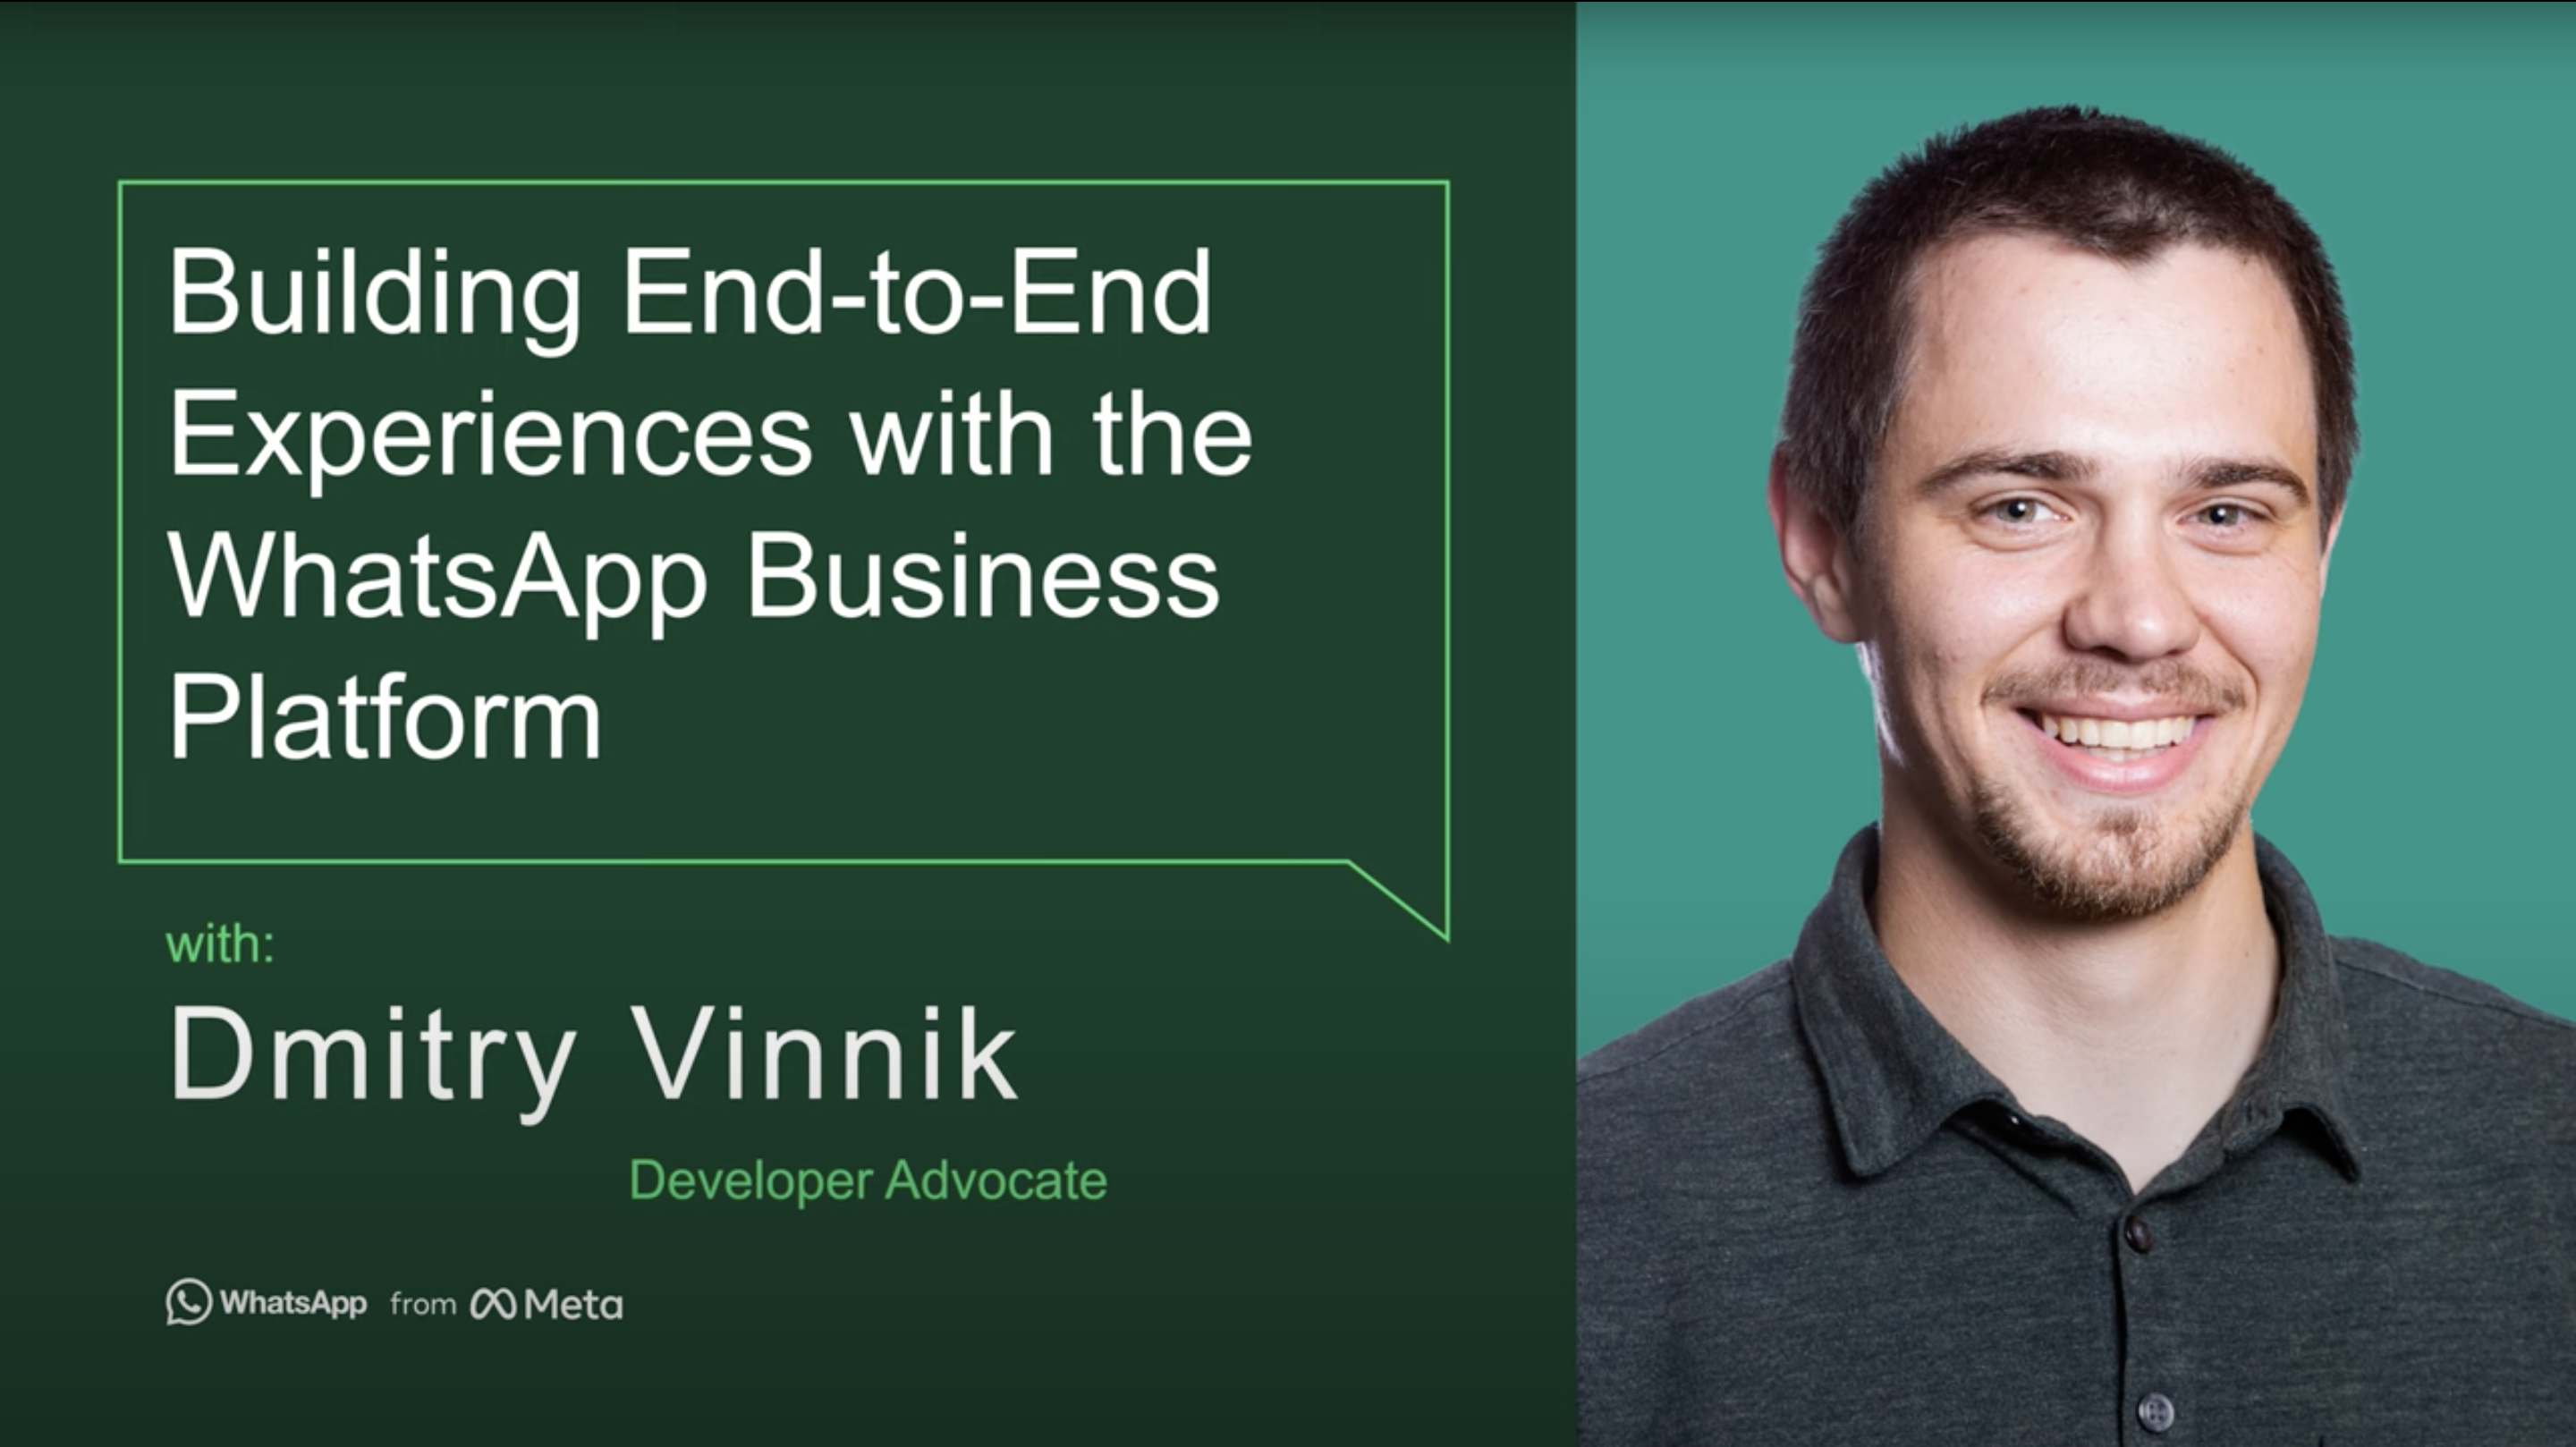 Building End-to-End
Experiences with the
WhatsApp Business
Platform
with:
Dmitry Vinnik
Developer Advocate
WhatsApp from Meta